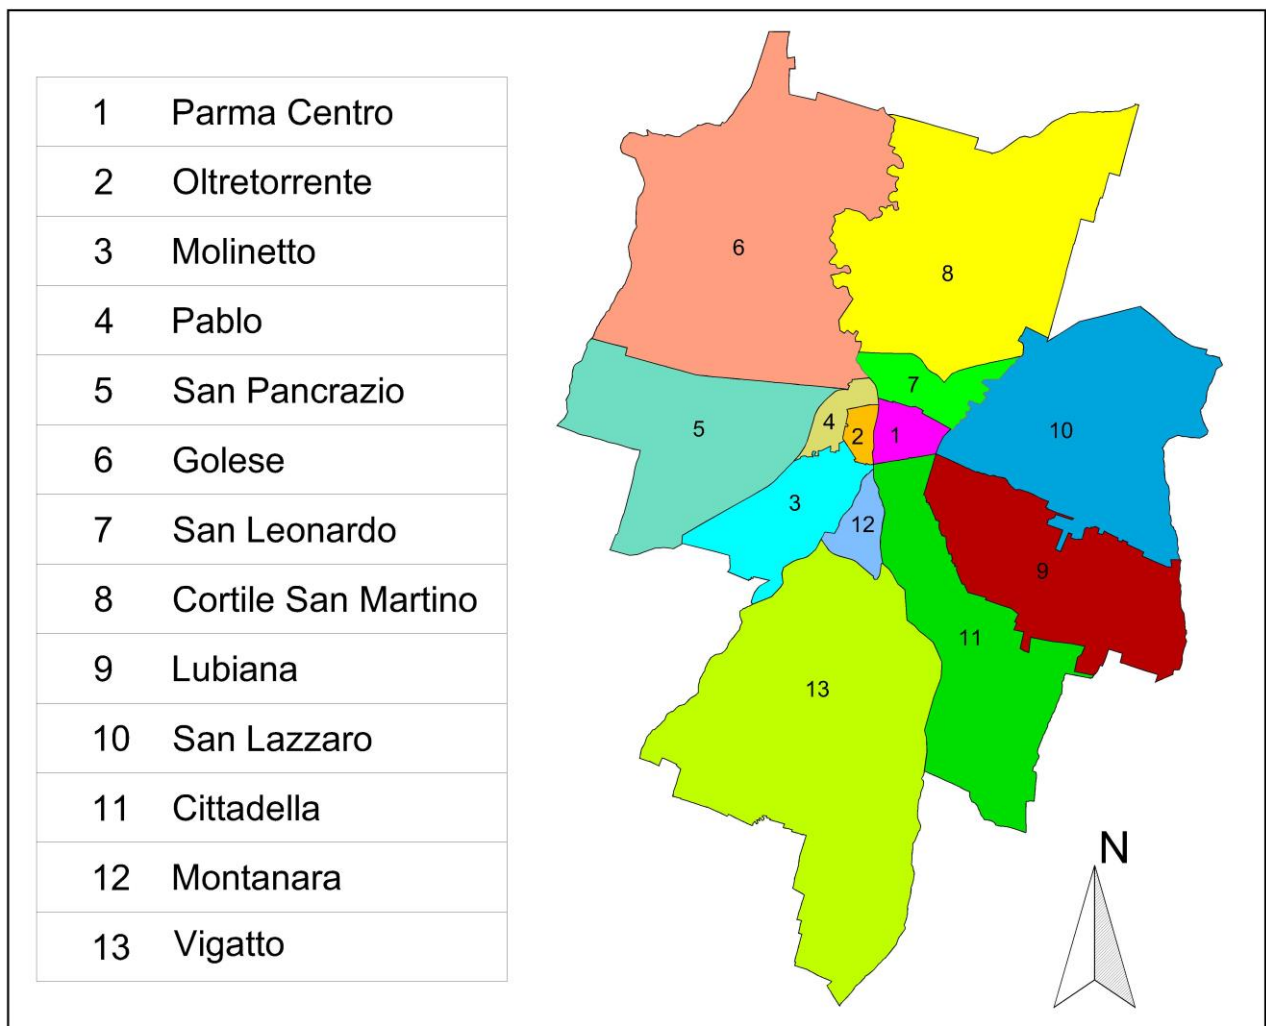 1 Parma Centro
2 Oltretorrente
3 Molinetto
4 Pablo
5 San Pancrazio
6 Golese
7 San Leonardo
8 Cortile San Martino
9 Lubiana
10 San Lazzaro
11 Cittadella
12 Montanara
13 Vigatto
6
8
7
5
4
2
1
10
3
12
9
11
13
N